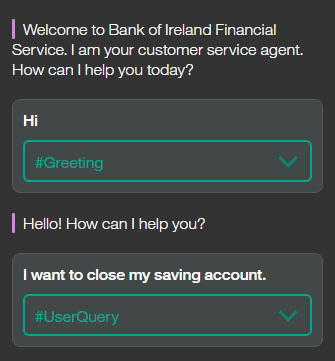 Welcome to Bank of Ireland Financial
Service. I am your customer service agent.
How can I help you today?
Hi
#Greeting
Hello! How can I help you?
I want to close my saving account.
#UserQuery